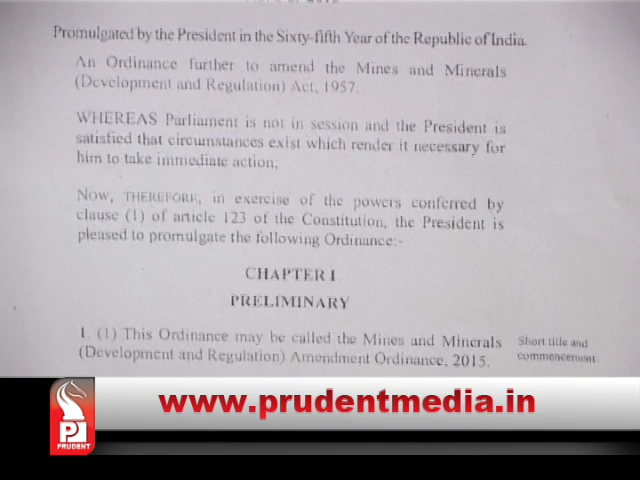 Promulgated by the President in the Sixty-fifth Year of the Republic of India.
An Ordinance further to amend the Mines and Minerals
(Development and Regulation) Act, 1957.
WHEREAS Parliament is not in session and the President is
satisfied that circumstances exist which render it necessary for
him to take immediate action;
NOW, THEREFORE, in exercise of the powers conferred by
clause (1) of article 123 of the Constitution, the President is
pleased to promulgate the following Ordinance:-
CHAPTER I
PRELIMINARY
1. (1) This Ordinance may be called the Mines and Minerals
(Development and Regulation) Amendment Ordinance, 2015.
Short title and
commencement.
www.prudentmedia.in
PRUDENT